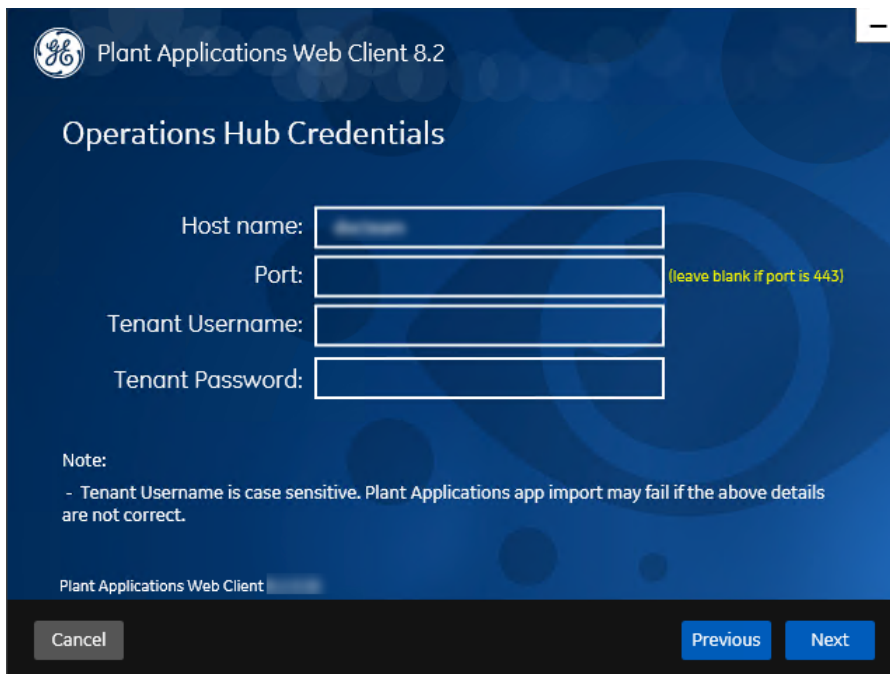 Plant Applications Web Client 8.2
Operations Hub Credentials
Host name:
Port:
(leave blank if port is 443)
Tenant Username:
Tenant Password:
Note:
- Tenant Username is case sensitive. Plant Applications app import may fail if the above details
are not correct.
Plant Applications Web Client
Cancel
Previous
Next